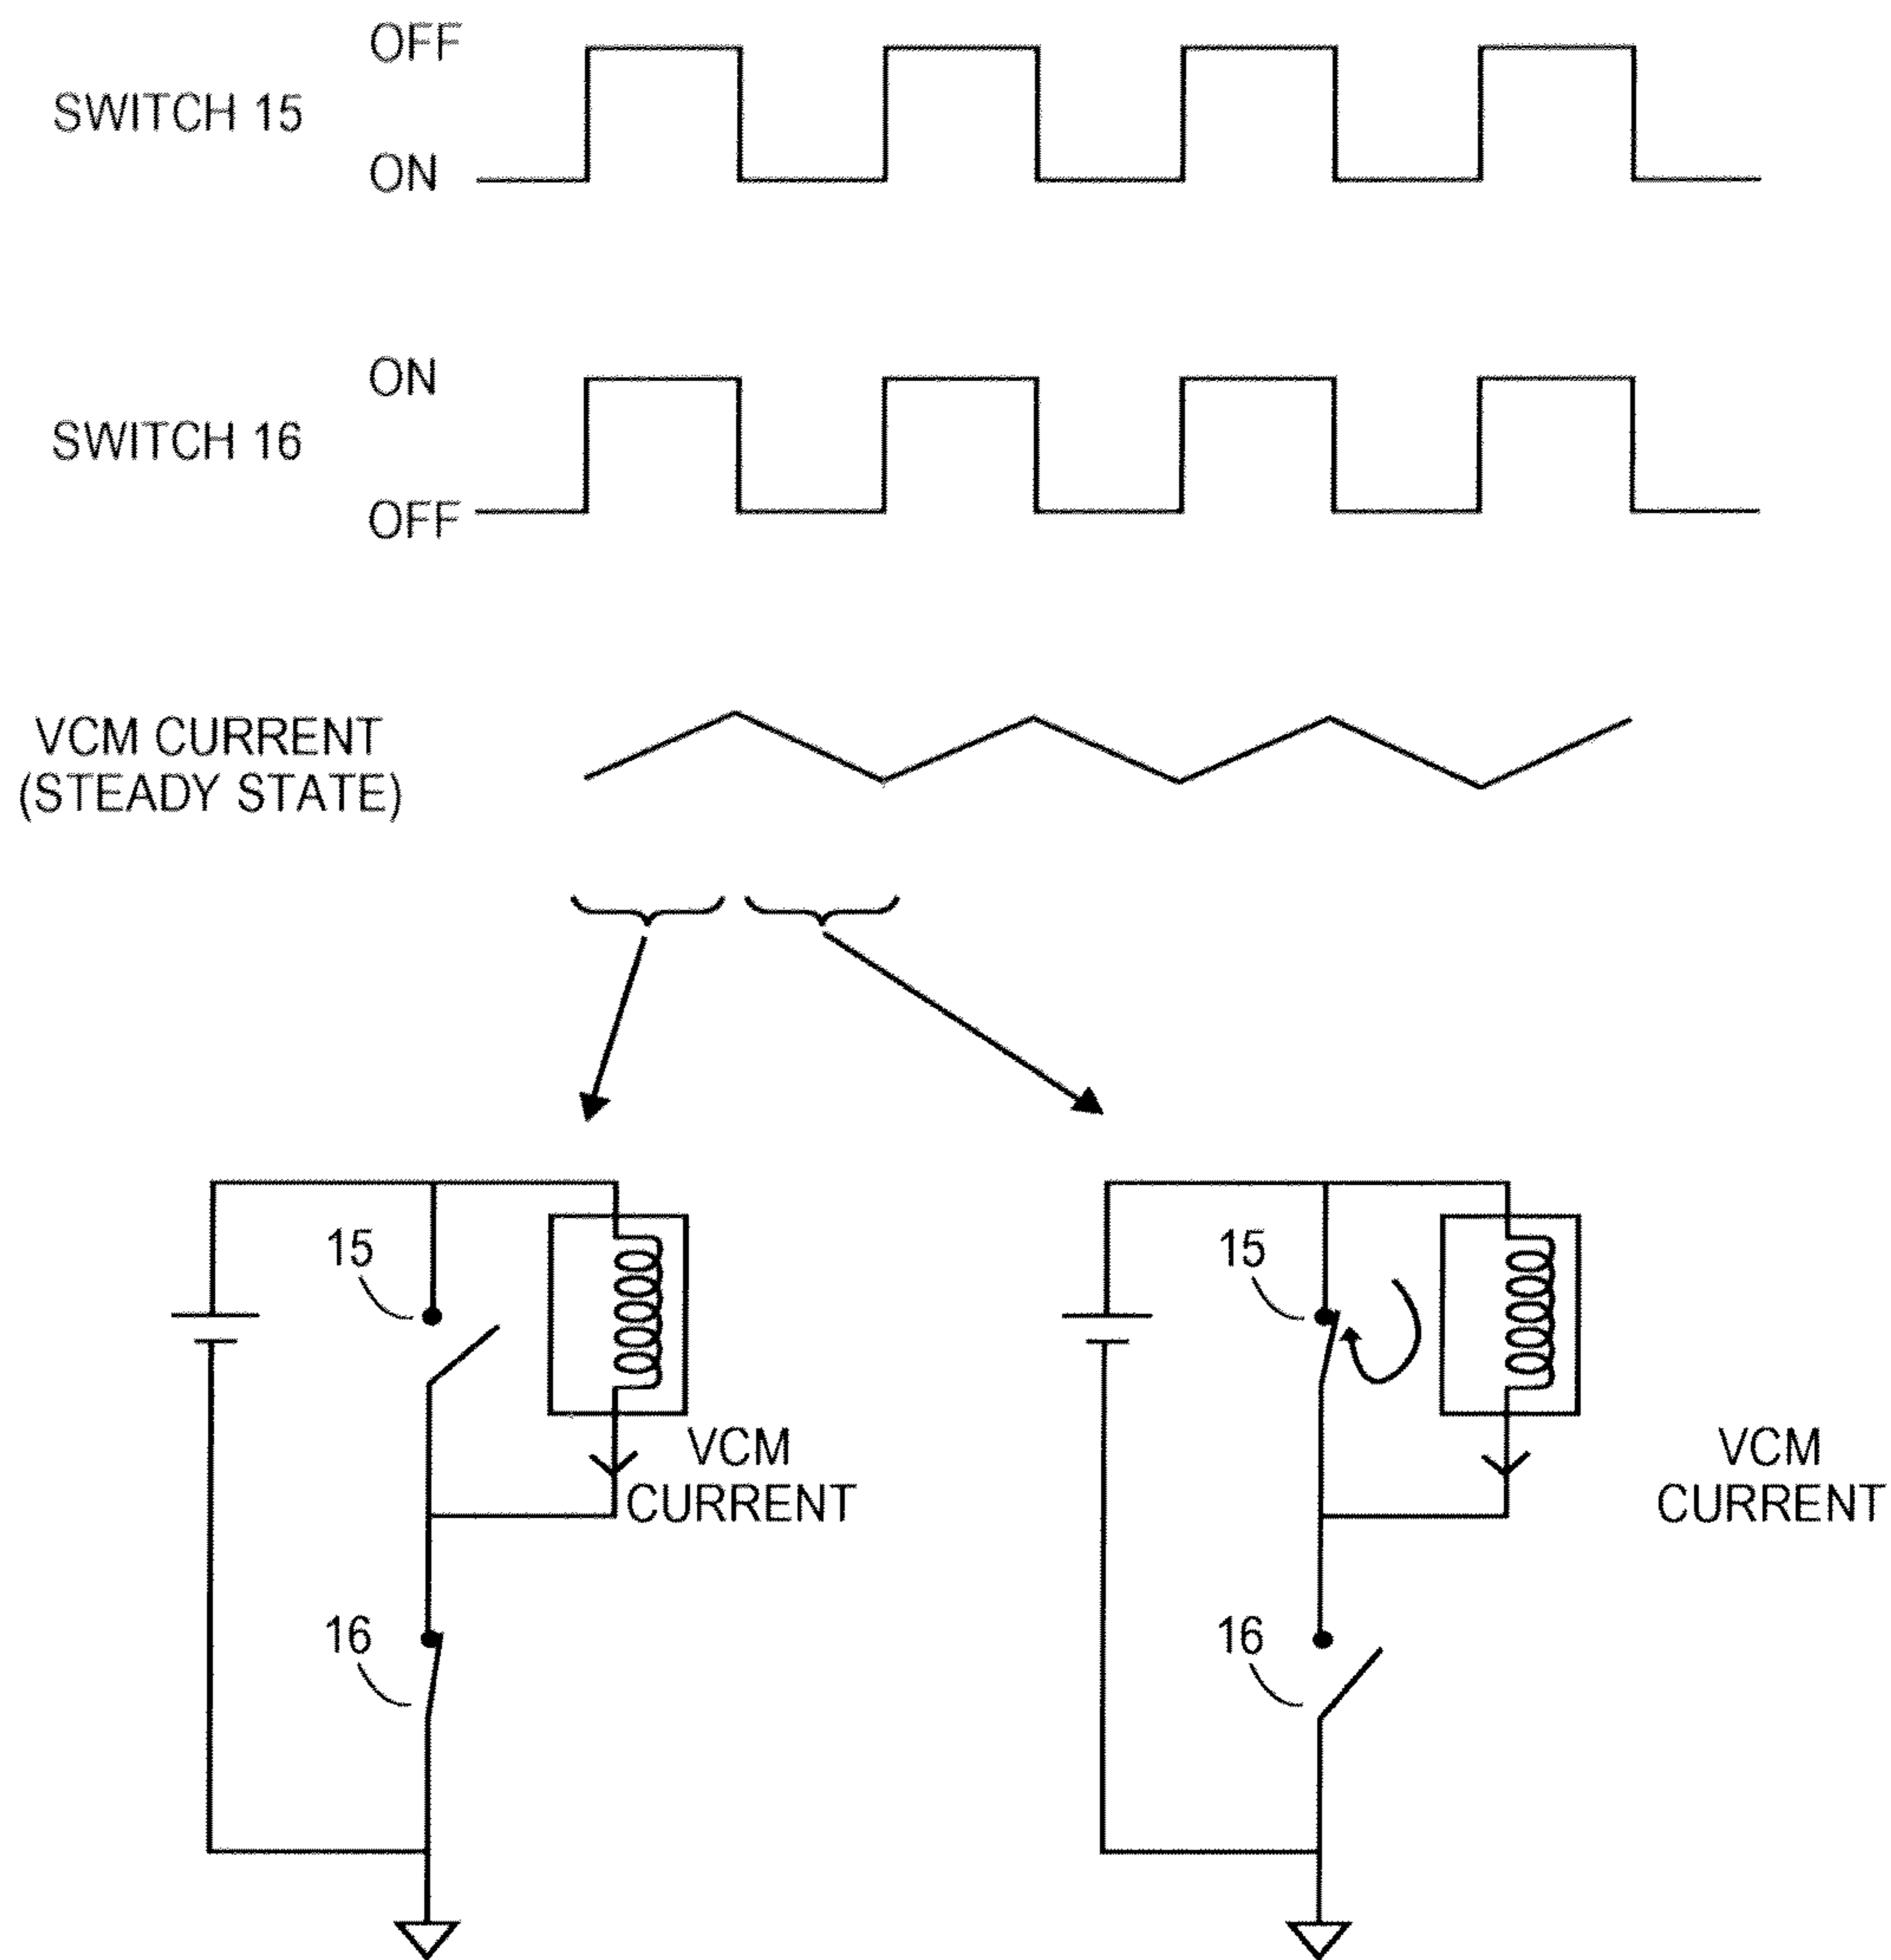 OFF
SWITCH 15
ON
ON
SWITCH 16
OFF
VCM CURRENT
(STEADY STATE)
15
16
VCM
CURRENT
15
16
VCM
CURRENT